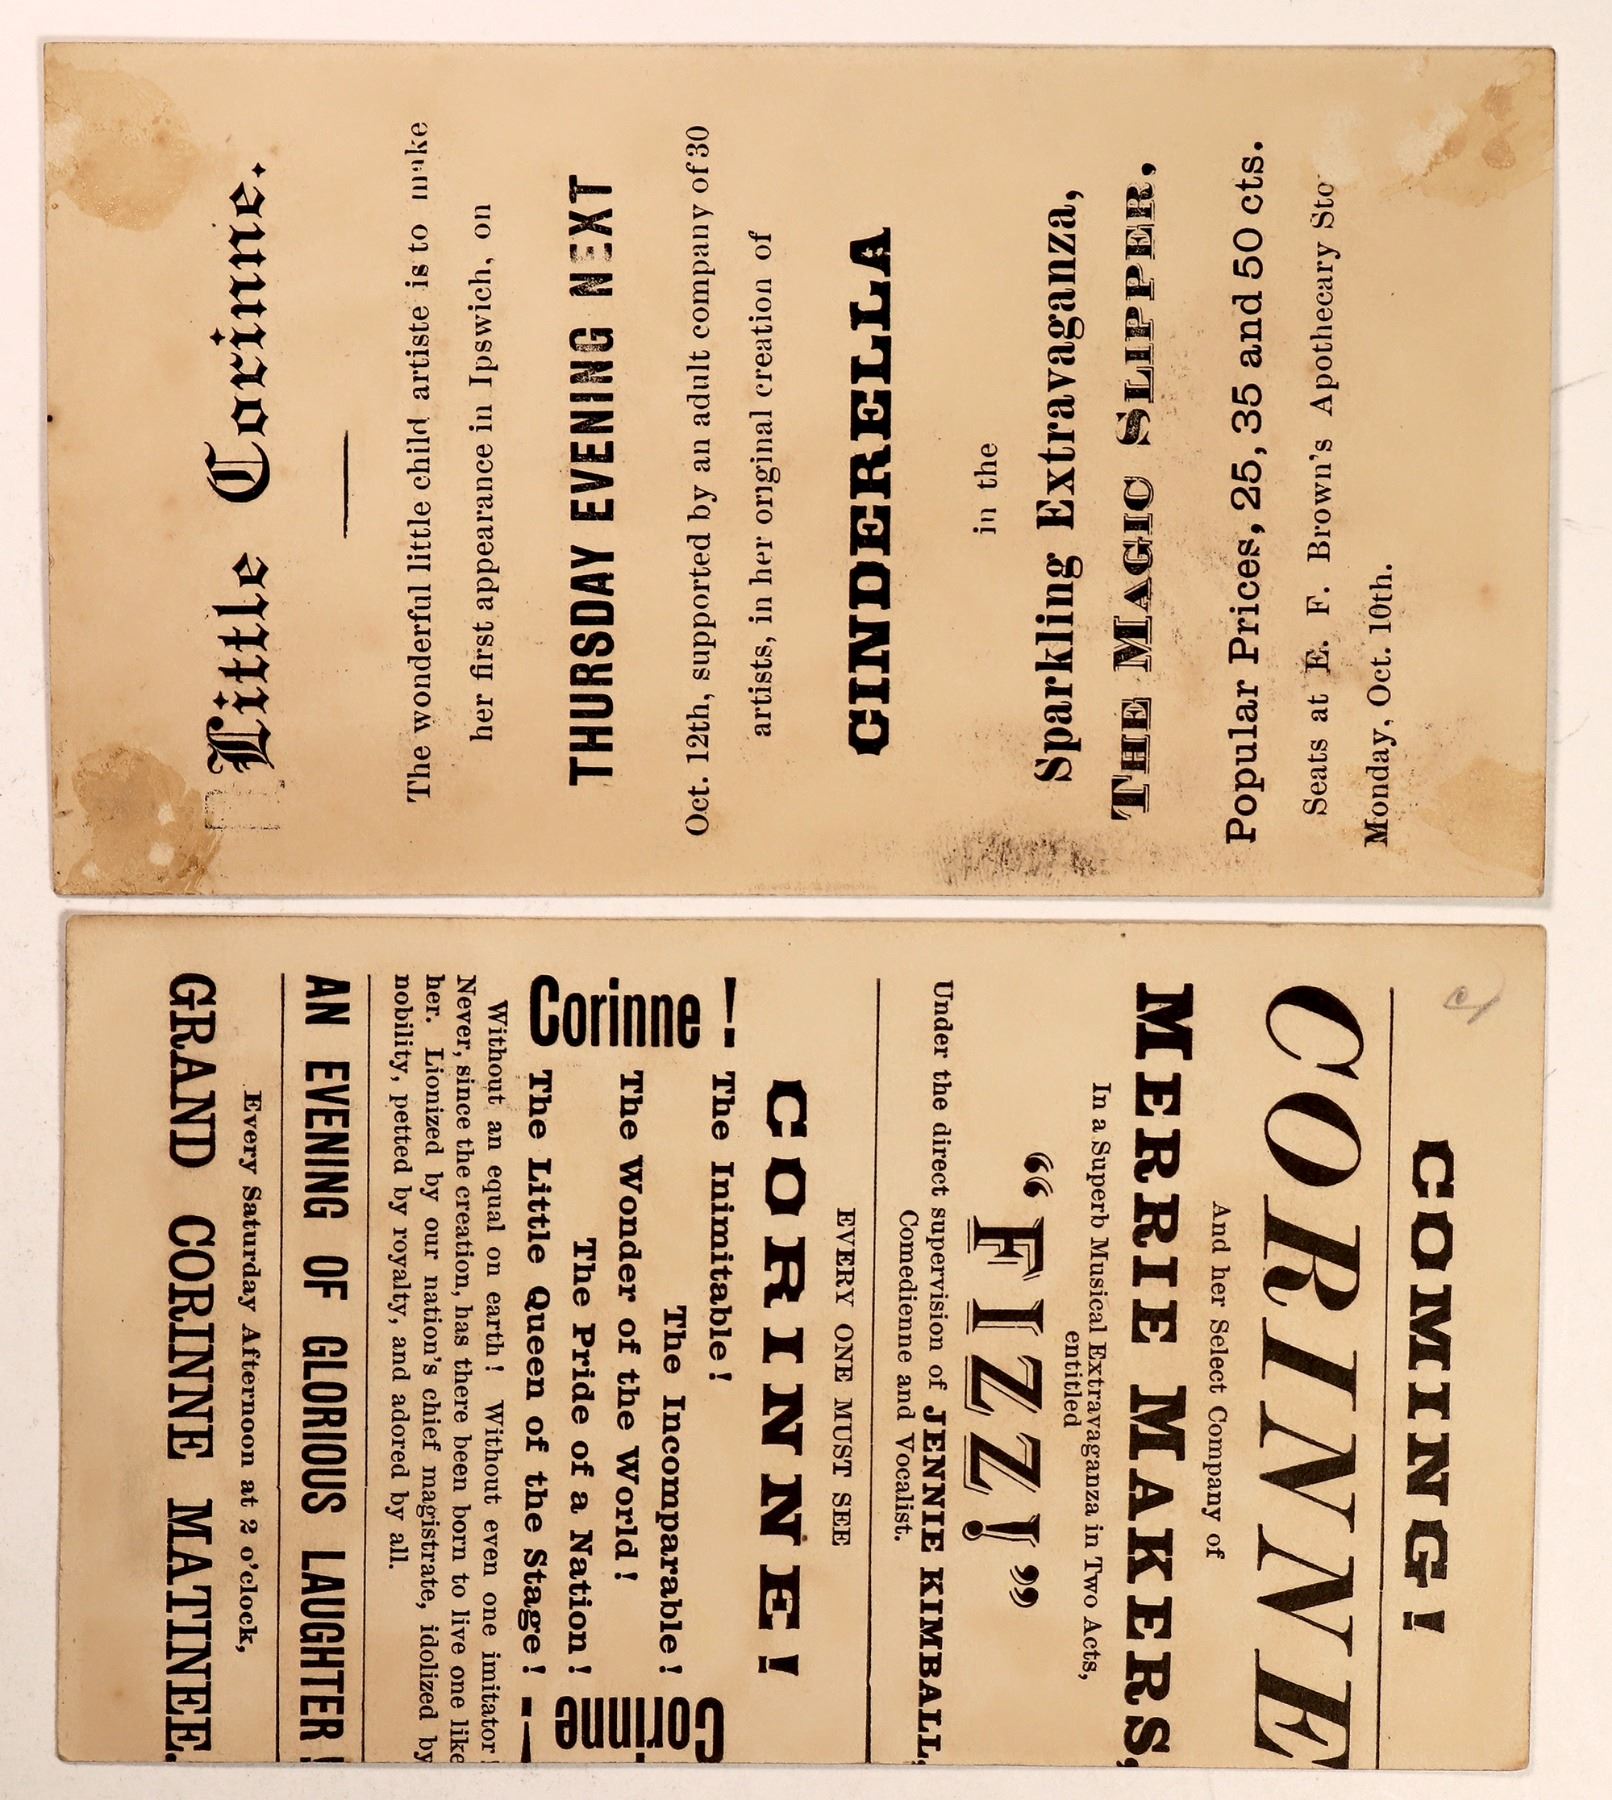 Little Corinne.
The wonderful little child artiste is to make
her first appearance in Ipswich, on
THURSDAY EVENING NEXT
Oct. 12th, supported by an adult company of 30
artists, in her original creation of
CINDERELLA
in the
Sparkling Extravaganza,
THE MAGIC SLIPPER.
Popular Prices, 25, 35 and 50 cts.
Seats at E. F. Brown's Apothecary Sto
Monday, Oct. 10th.
COMING!
CORINNE
And her Select Company of
MERRIE MAKERS,
In a Superb Musical Extravaganza in Two Acts,
entitled
“FIZZ!”
Under the direct supervision of JENNIE KIMBALL,
Comedienne and Vocalist.
EVERY ONE MUST SEE
CORINNE!
Corinne!
The Inimitable!
The Incomparable!
The Wonder of the World!
The Pride of a Nation!
The Little Queen of the Stage!
Corinne!
Without an equal on earth! Without even one imitator!
Never, since the creation, has there been born to live one like
her. Lionized by our nation's chief magistrate, idolized by
nobility, petted by royalty, and adored by all.
AN EVENING OF GLORIOUS LAUGHTER!
Every Saturday Afternoon at 2 o'clock,
GRAND CORINNE MATINEE.